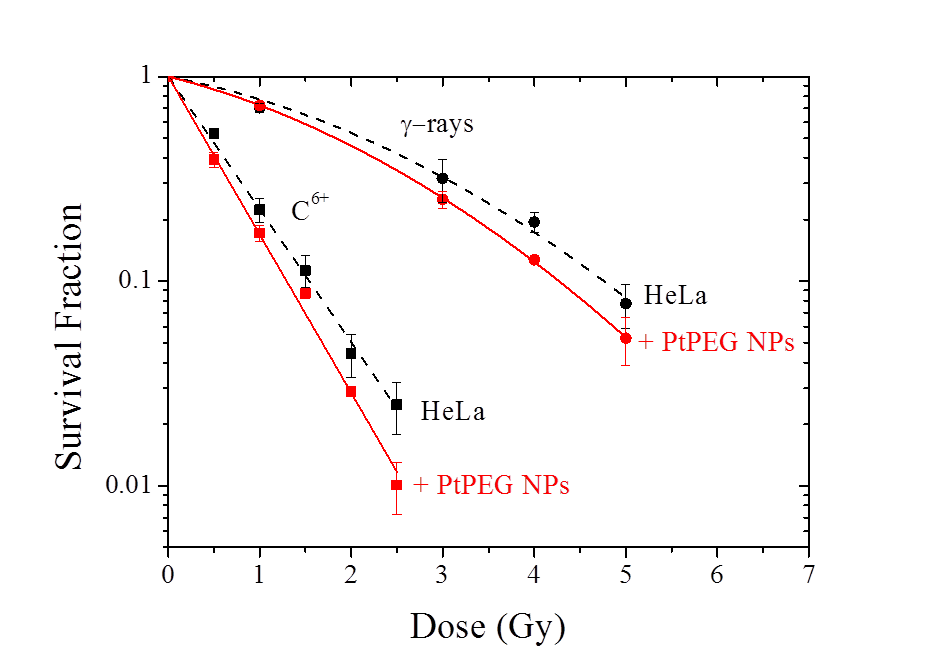 1
γ−rays
C6+
0.1
HeLa
+ PtPEG NPs
HeLa
0.01
+ PtPEG NPs
Survival Fraction
0 1 2 3 4 5 6 7
Dose (Gy)